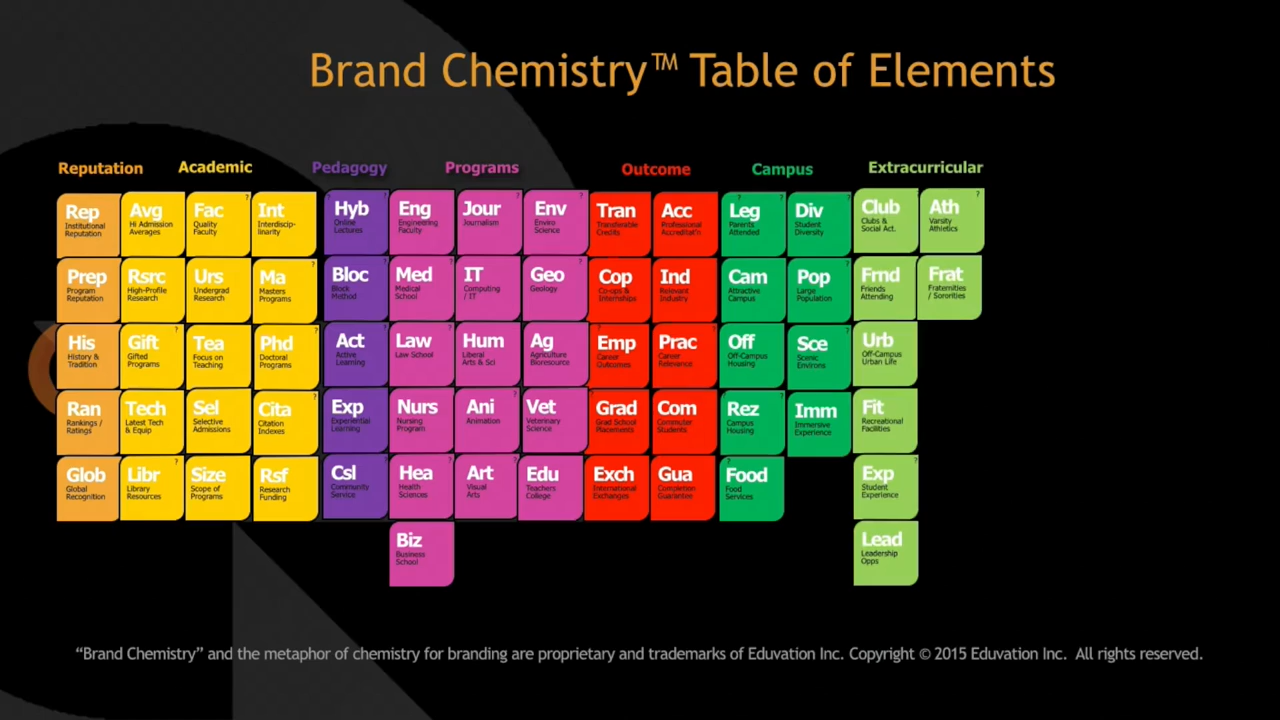 Brand Chemistry™ Table of Elements
Reputation Academic Pedagogy Programs Outcome Campus Extracurricular
Rep
Institutional
Reputation
Avg
Hi Admission
Averages
Fac
Quality
Faculty
Int
Interdiscip-
linarity
Hyb
Online
Lectures
Eng
Engineering
Faculty
Jour
Journalism
Env
Enviro
Science
Tran
Transferable
Credits
Acc
Professional
Accreditat'n
Leg
Parents
Attended
Div
Student
Diversity
Club
Clubs &
Social Act.
Ath
Varsity
Athletics
Prep
Program
Reputation
Rsrc
High-Profile
Research
Urs
Undergrad
Research
Ma
Masters
Programs
Bloc
Block
Method
Med
Medical
School
IT
Computing
/ IT
Geo
Geology
Cop
Co-ops &
Internships
Ind
Relevant
Industry
Cam
Attractive
Campus
Pop
Large
Population
Frnd
Friends
Attending
Frat
Fraternities
/ Sororities
His
History &
Tradition
Gift
Gifted
Programs
Tea
Focus on
Teaching
Phd
Doctoral
Programs
Act
Active
Learning
Law
Law School
Hum
Liberal
Arts & Sci
Ag
Agriculture
Bioresource
Emp
Career
Outcomes
Prac
Career
Relevance
Off
Off-Campus
Housing
Sce
Scenic
Environs
Urb
Off-Campus
Urban Life
Ran
Rankings /
Ratings
Tech
Latest Tech
& Equip
Sel
Selective
Admissions
Cita
Citation
Indexes
Exp
Experiential
Learning
Nurs
Nursing
Program
Ani
Animation
Vet
Veterinary
Science
Grad
Grad School
Placements
Com
Commuter
Students
Rez
Campus
Housing
Imm
Immersive
Experience
Fit
Recreational
Facilities
Glob
Global
Recognition
Libr
Library
Resources
Size
Scope of
Programs
Rsf
Research
Funding
Csl
Community
Service
Hea
Health
Sciences
Art
Visual
Arts
Edu
Teachers
College
Exch
International
Exchanges
Gua
Completion
Guarantee
Food
Food
Services
Exp
Student
Experience
Biz
Business
School
Lead
Leadership
Opps
“Brand Chemistry” and the metaphor of chemistry for branding are proprietary and trademarks of Eduvation Inc. Copyright © 2015 Eduvation Inc. All rights reserved.